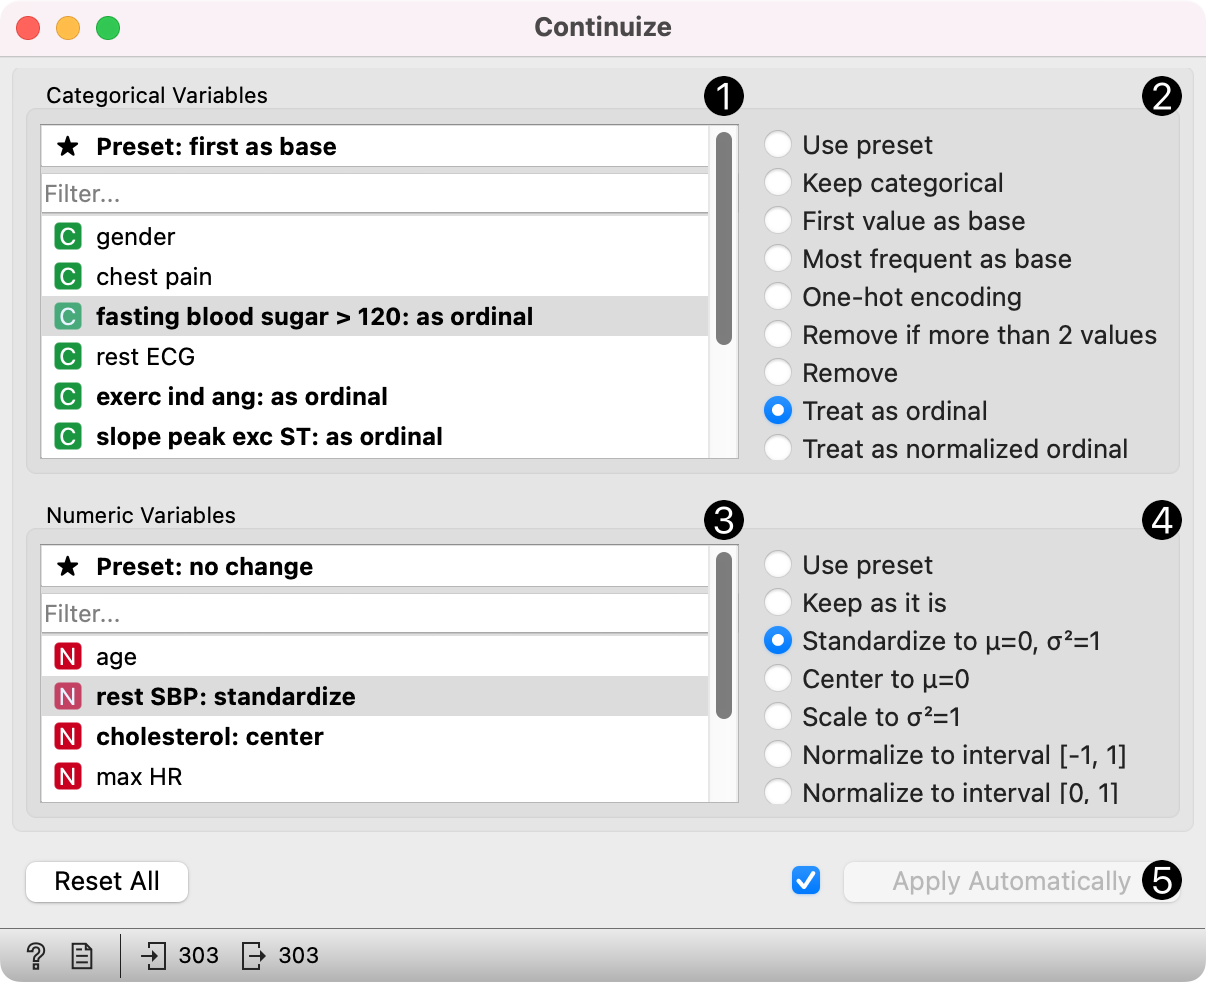 Continuize
Categorical Variables
❶
❷
★ Preset: first as base
Filter...
C gender
C chest pain
C fasting blood sugar > 120: as ordinal
C rest ECG
C exerc ind ang: as ordinal
C slope peak exc ST: as ordinal
Use preset
Keep categorical
First value as base
Most frequent as base
One-hot encoding
Remove if more than 2 values
Remove
Treat as ordinal
Treat as normalized ordinal
Numeric Variables
❸
❹
★ Preset: no change
Filter...
N age
N rest SBP: standardize
N cholesterol: center
N max HR
Use preset
Keep as it is
Standardize to μ=0, σ²=1
Center to μ=0
Scale to σ²=1
Normalize to interval [-1, 1]
Normalize to interval [0, 1]
Reset All
Apply Automatically
❺
? 303 303